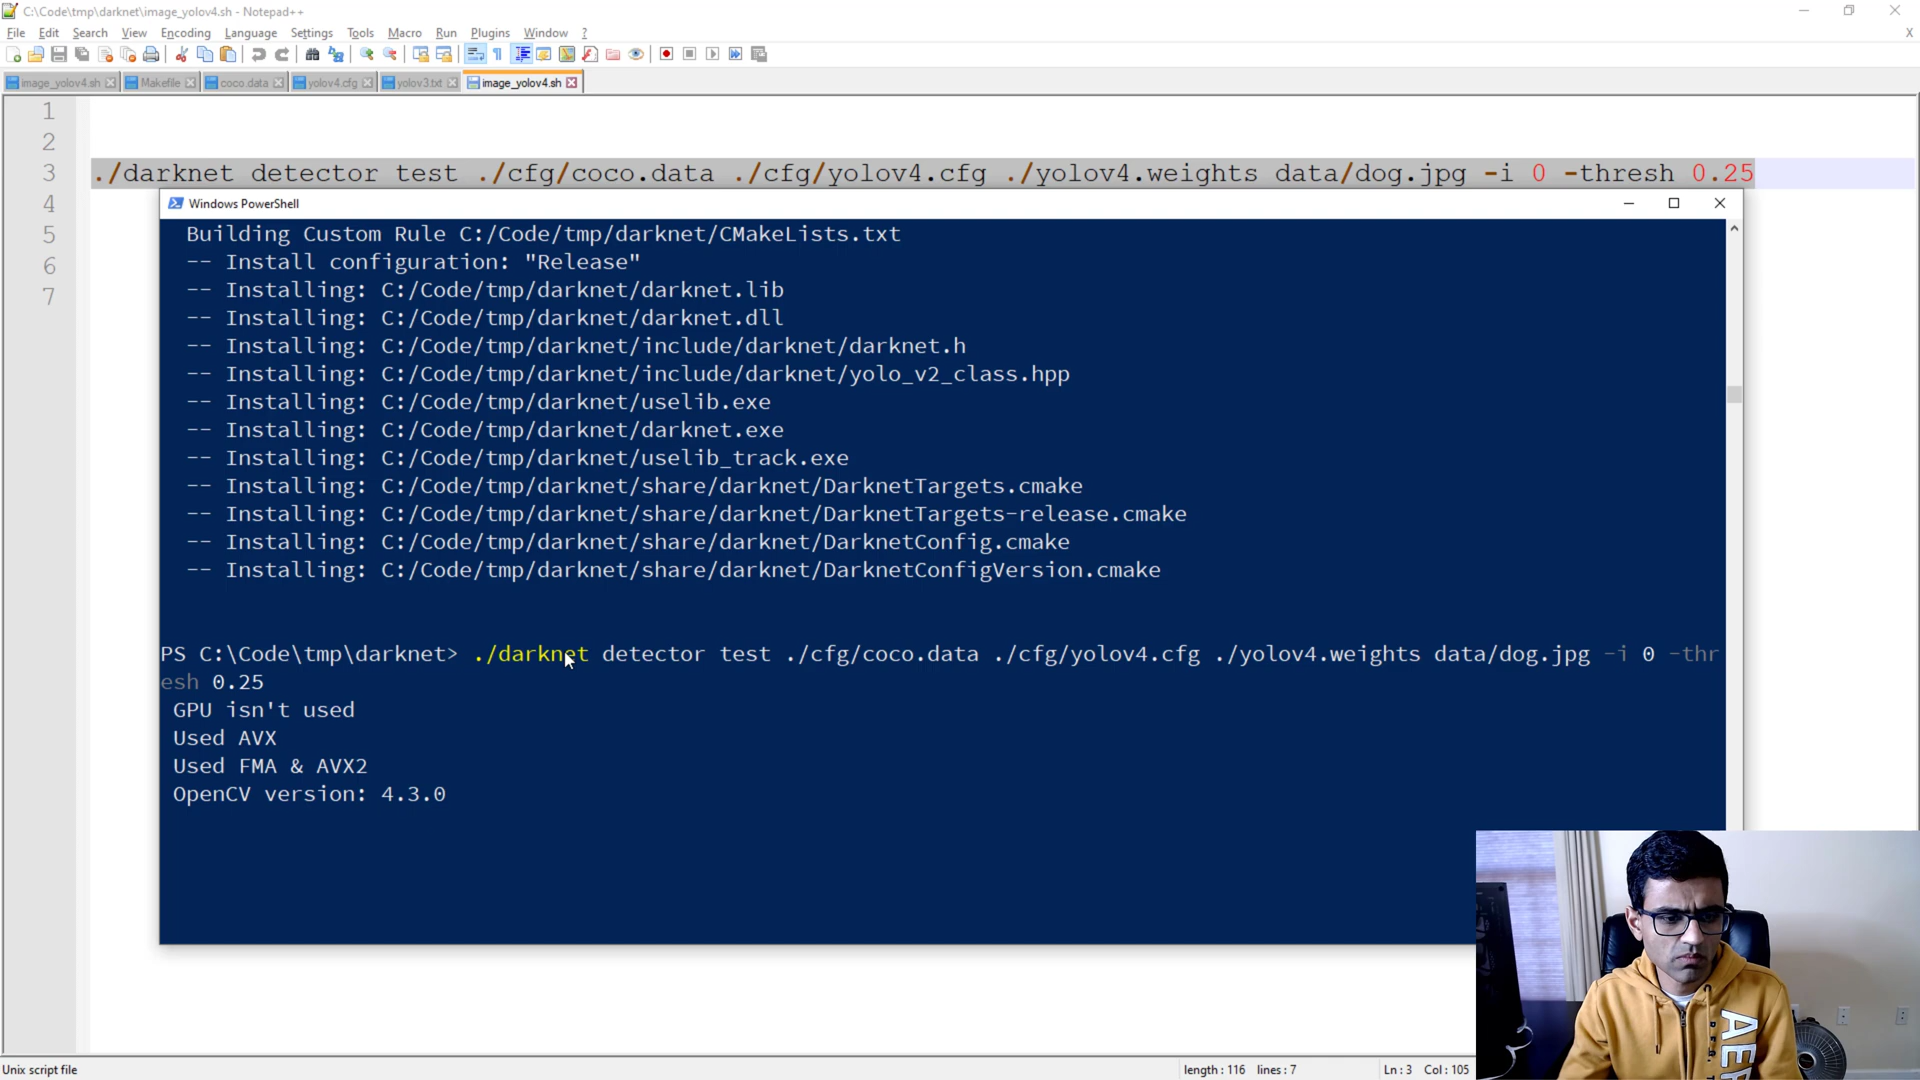 C:\Code\tmp\darknet\image_yolov4.sh - Notepad++
File Edit Search View Encoding Language Settings Tools Macro Run Plugins Window ? X
image_yolov4.sh Makefile coco.data yolov4.cfg yolov3.txt image_yolov4.sh
1
2
3 ./darknet detector test ./cfg/coco.data ./cfg/yolov4.cfg ./yolov4.weights data/dog.jpg -i 0 -thresh 0.25
4
5
6
7
Windows PowerShell
Building Custom Rule C:/Code/tmp/darknet/CMakeLists.txt
-- Install configuration: "Release"
-- Installing: C:/Code/tmp/darknet/darknet.lib
-- Installing: C:/Code/tmp/darknet/darknet.dll
-- Installing: C:/Code/tmp/darknet/include/darknet/darknet.h
-- Installing: C:/Code/tmp/darknet/include/darknet/yolo_v2_class.hpp
-- Installing: C:/Code/tmp/darknet/uselib.exe
-- Installing: C:/Code/tmp/darknet/darknet.exe
-- Installing: C:/Code/tmp/darknet/uselib_track.exe
-- Installing: C:/Code/tmp/darknet/share/darknet/DarknetTargets.cmake
-- Installing: C:/Code/tmp/darknet/share/darknet/DarknetTargets-release.cmake
-- Installing: C:/Code/tmp/darknet/share/darknet/DarknetConfig.cmake
-- Installing: C:/Code/tmp/darknet/share/darknet/DarknetConfigVersion.cmake
PS C:\Code\tmp\darknet> ./darknet detector test ./cfg/coco.data ./cfg/yolov4.cfg ./yolov4.weights data/dog.jpg -i 0 -thr
esh 0.25
GPU isn't used
Used AVX
Used FMA & AVX2
OpenCV version: 4.3.0
Unix script file length : 116 lines : 7 Ln : 3 Col : 105